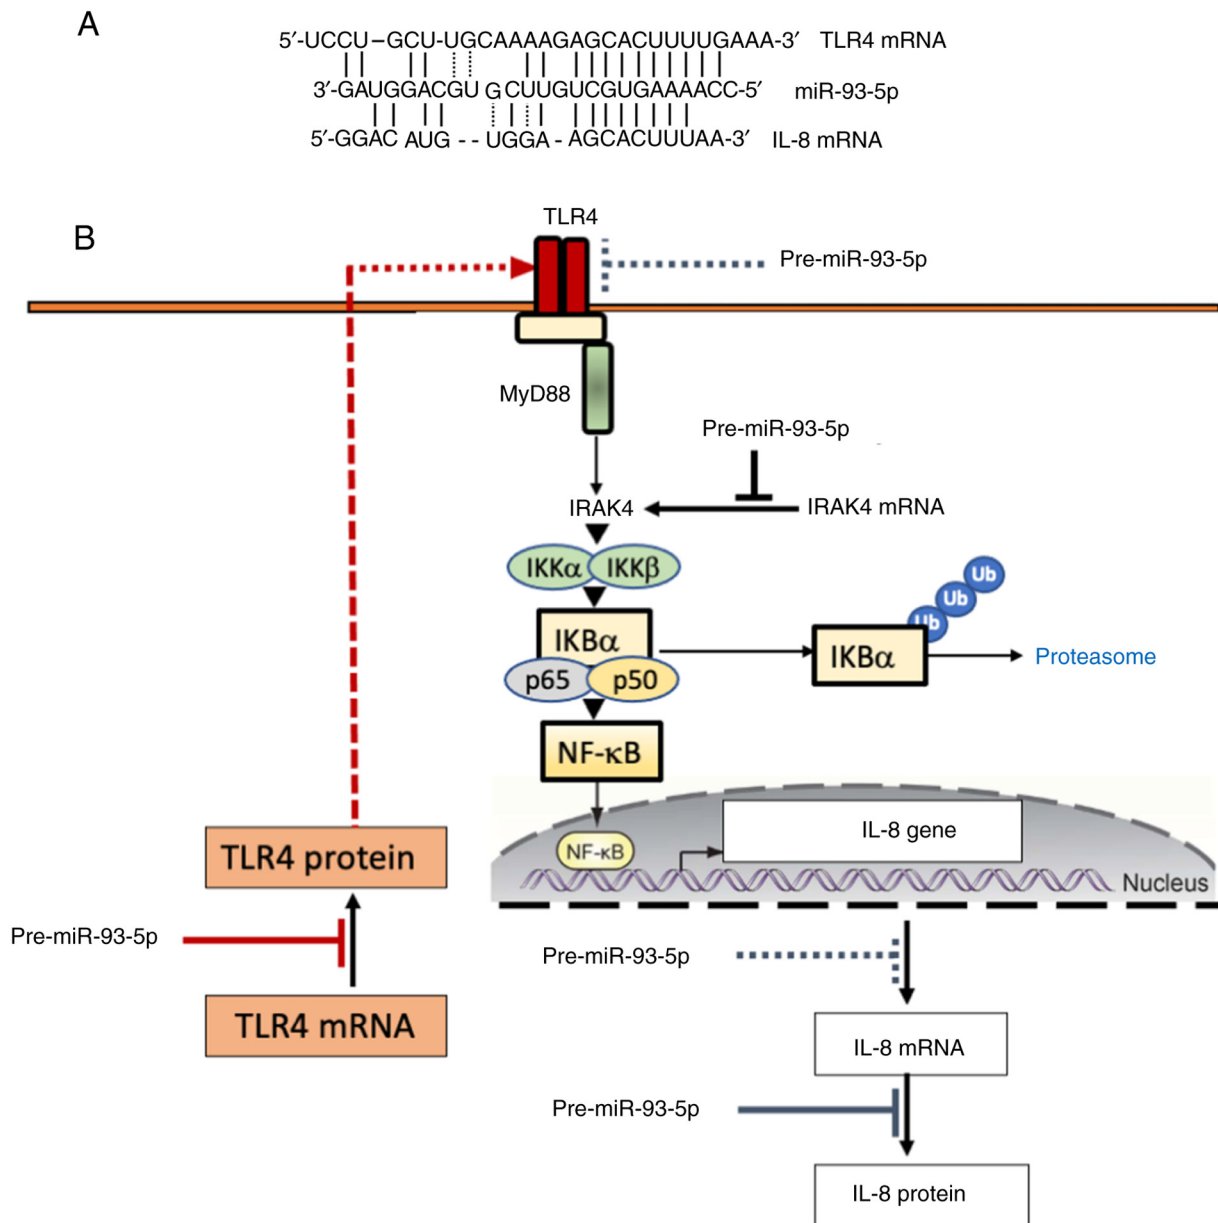 A
5′-UCCU–GCU-UGCAAAAGAGCACUUUUGAAA-3′ TLR4 mRNA
3′-GAUGGACGU GCUUGUCGUGAAAACC-5′ miR-93-5p
5′-GGAC AUG --UGGA-AGCACUUUAA-3′ IL-8 mRNA
B
TLR4
Pre-miR-93-5p
MyD88
Pre-miR-93-5p
IRAK4
IRAK4 mRNA
IKKα
IKKβ
Ub
Ub
Ub
IKBα
IKBα
Proteasome
p65
p50
NF-κB
IL-8 gene
NF-κB
Nucleus
TLR4 protein
Pre-miR-93-5p
Pre-miR-93-5p
TLR4 mRNA
IL-8 mRNA
Pre-miR-93-5p
IL-8 protein